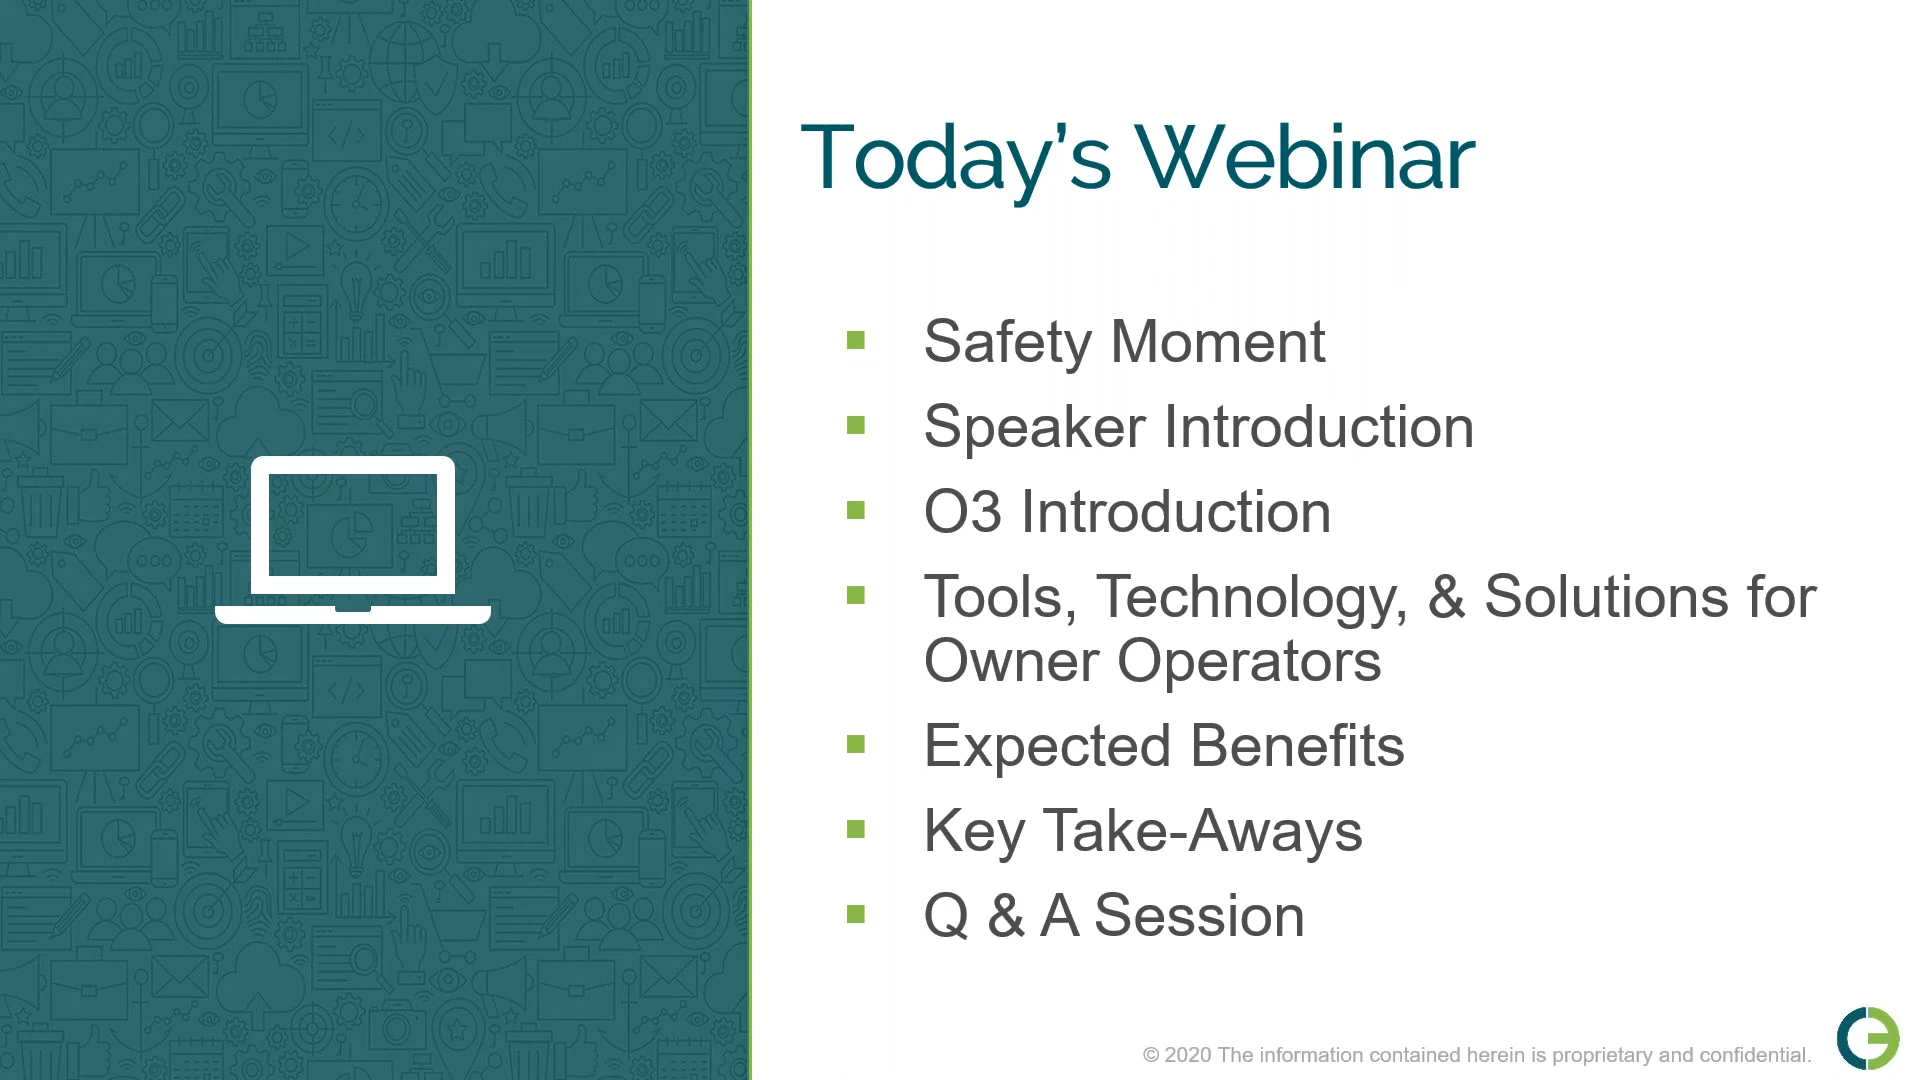 Today’s Webinar
Safety Moment
Speaker Introduction
O3 Introduction
Tools, Technology, & Solutions for
Owner Operators
Expected Benefits
Key Take-Aways
Q & A Session
© 2020 The information contained herein is proprietary and confidential.